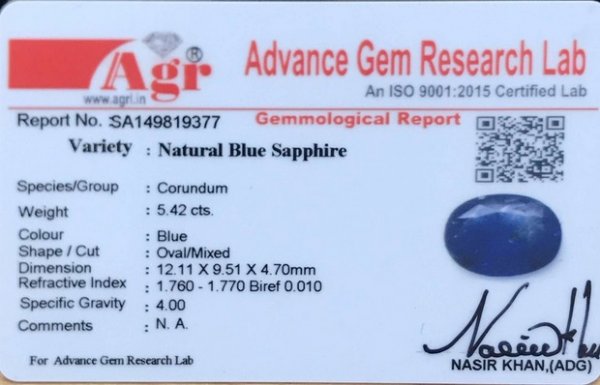 Agr ®
www.agrl.in
Advance Gem Research Lab
An ISO 9001:2015 Certified Lab
Report No. : SA149819377
Gemmological Report
Variety : Natural Blue Sapphire
Species/Group : Corundum
Weight : 5.42 cts.
Colour : Blue
Shape / Cut : Oval/Mixed
Dimension : 12.11 X 9.51 X 4.70mm
Refractive Index : 1.760 - 1.770 Biref 0.010
Specific Gravity : 4.00
Comments : N. A.
NASIR KHAN,(ADG)
For Advance Gem Research Lab